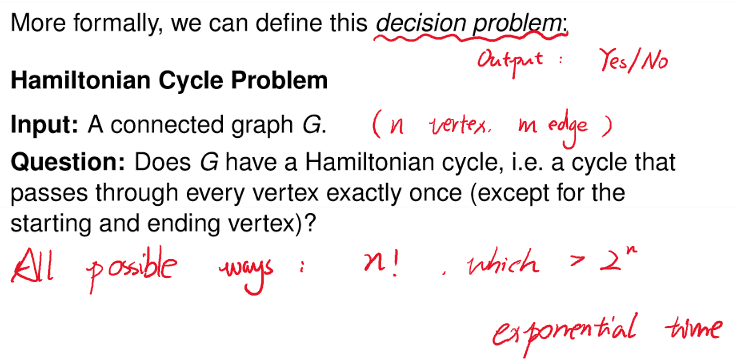 More formally, we can define this decision problem:
Output : Yes/No
Hamiltonian Cycle Problem
Input: A connected graph G. (n vertex. m edge)
Question: Does G have a Hamiltonian cycle, i.e. a cycle that
passes through every vertex exactly once (except for the
starting and ending vertex)?
All possible ways : n! . which > 2ⁿ
exponential time